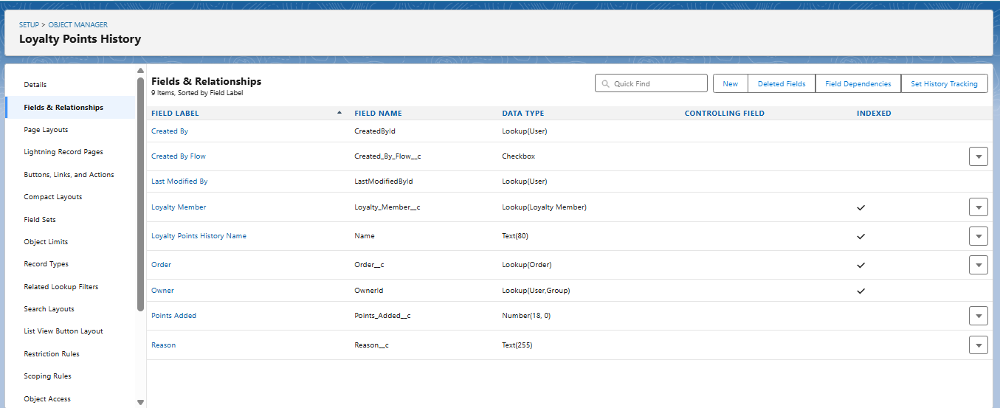 SETUP > OBJECT MANAGER
Loyalty Points History
Details
Fields & Relationships
Page Layouts
Lightning Record Pages
Buttons, Links, and Actions
Compact Layouts
Field Sets
Object Limits
Record Types
Related Lookup Filters
Search Layouts
List View Button Layout
Restriction Rules
Scoping Rules
Object Access
Fields & Relationships
9 Items, Sorted by Field Label
Quick Find
New
Deleted Fields
Field Dependencies
Set History Tracking
FIELD LABEL FIELD NAME DATA TYPE CONTROLLING FIELD INDEXED
Created By CreatedById Lookup(User)
Created By Flow Created_By_Flow__c Checkbox
Last Modified By LastModifiedById Lookup(User)
Loyalty Member Loyalty_Member__c Lookup(Loyalty Member)
Loyalty Points History Name Name Text(80)
Order Order__c Lookup(Order)
Owner OwnerId Lookup(User,Group)
Points Added Points_Added__c Number(18, 0)
Reason Reason__c Text(255)